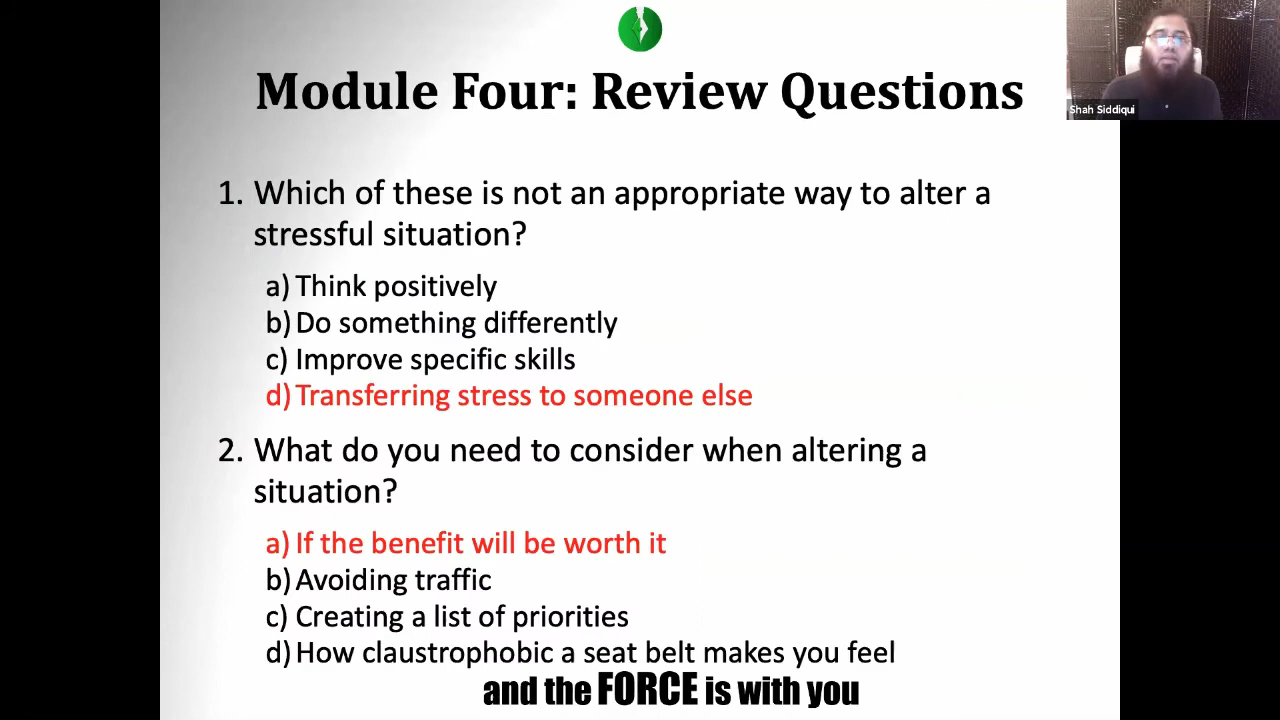 Module Four: Review Questions
Shah Siddiqui
1. Which of these is not an appropriate way to alter a
stressful situation?
a) Think positively
b) Do something differently
c) Improve specific skills
d) Transferring stress to someone else
2. What do you need to consider when altering a
situation?
a) If the benefit will be worth it
b) Avoiding traffic
c) Creating a list of priorities
d) How claustrophobic a seat belt makes you feel
and the FORCE is with you